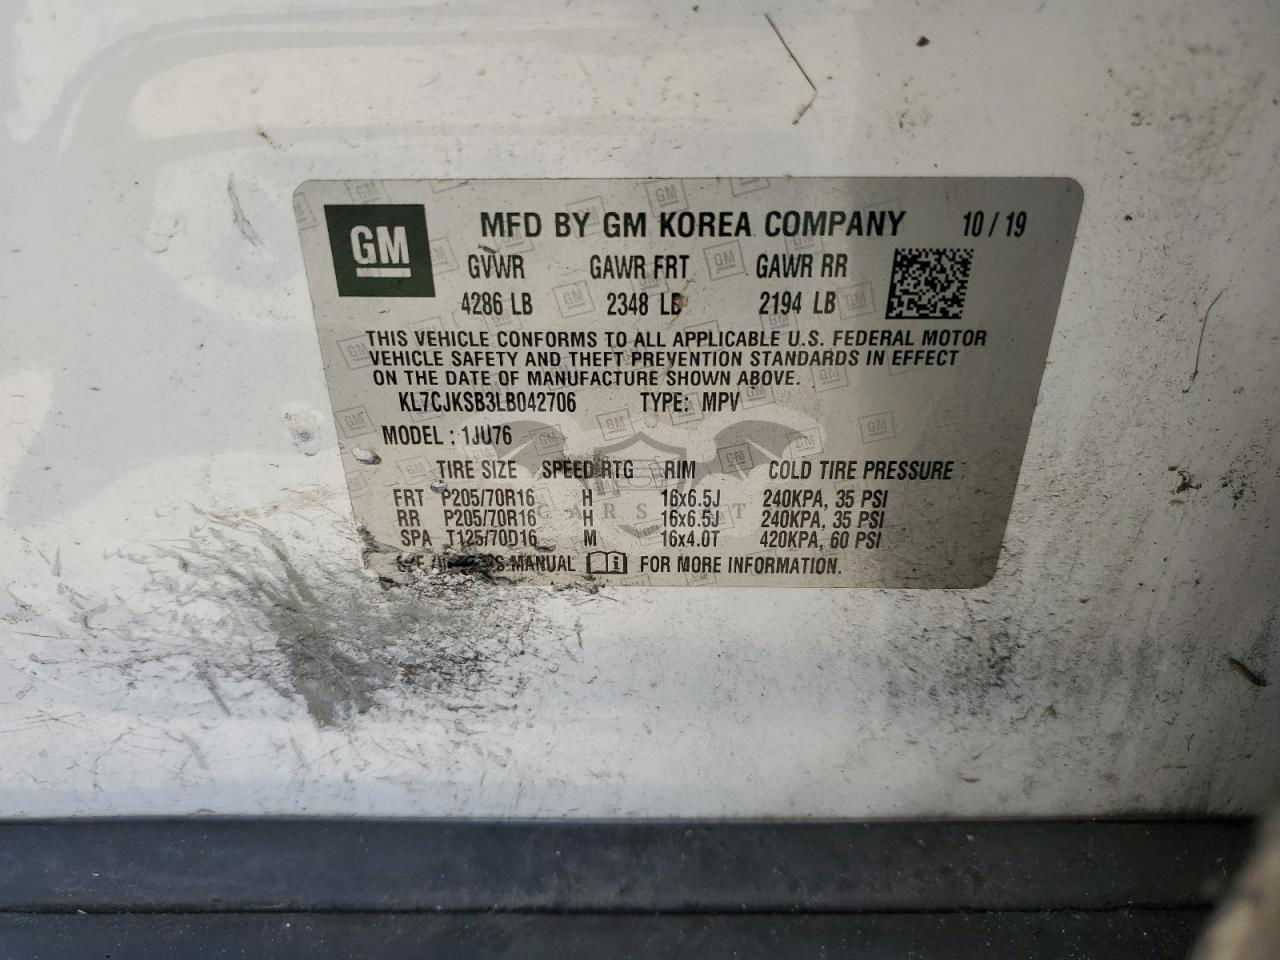 GM MFD BY GM KOREA COMPANY 10 / 19
GVWR GAWR FRT GAWR RR
4286 LB 2348 LB 2194 LB
THIS VEHICLE CONFORMS TO ALL APPLICABLE U.S. FEDERAL MOTOR
VEHICLE SAFETY AND THEFT PREVENTION STANDARDS IN EFFECT
ON THE DATE OF MANUFACTURE SHOWN ABOVE.
KL7CJKSB3LB042706 TYPE: MPV
MODEL : 1JU76
TIRE SIZE SPEED RTG RIM COLD TIRE PRESSURE
FRT P205/70R16 H 16x6.5J 240KPA, 35 PSI
RR P205/70R16 H 16x6.5J 240KPA, 35 PSI
SPA T125/70D16 M 16x4.0T 420KPA, 60 PSI
MANUAL FOR MORE INFORMATION.